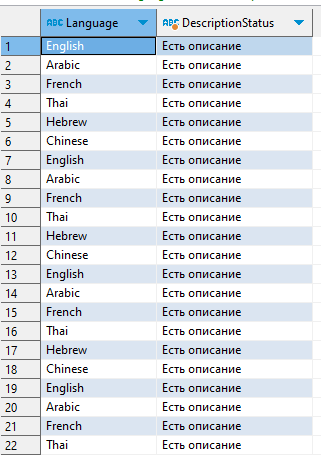 ABC Language ABC DescriptionStatus
1 English Есть описание
2 Arabic Есть описание
3 French Есть описание
4 Thai Есть описание
5 Hebrew Есть описание
6 Chinese Есть описание
7 English Есть описание
8 Arabic Есть описание
9 French Есть описание
10 Thai Есть описание
11 Hebrew Есть описание
12 Chinese Есть описание
13 English Есть описание
14 Arabic Есть описание
15 French Есть описание
16 Thai Есть описание
17 Hebrew Есть описание
18 Chinese Есть описание
19 English Есть описание
20 Arabic Есть описание
21 French Есть описание
22 Thai Есть описание